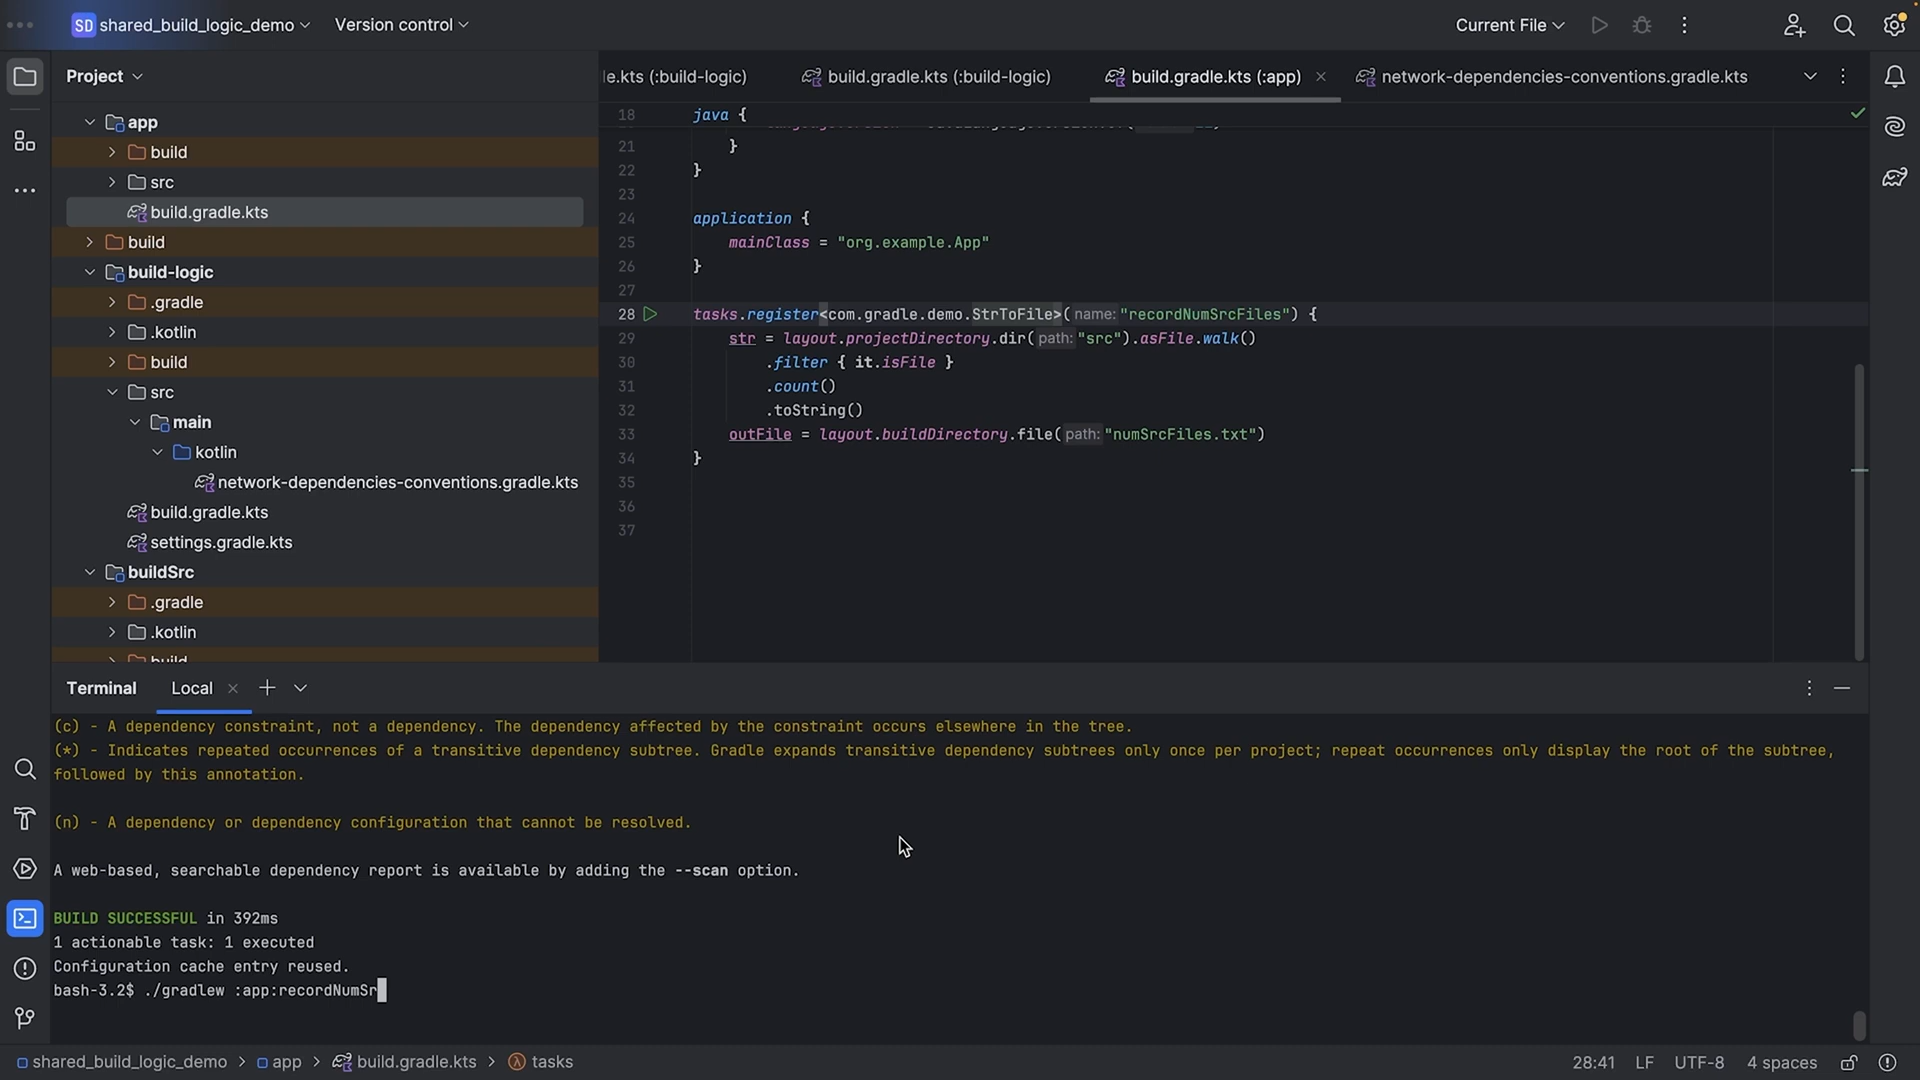 SD shared_build_logic_demo Version control Current File
Project
le.kts (:build-logic) build.gradle.kts (:build-logic) build.gradle.kts (:app) network-dependencies-conventions.gradle.kts
app
build
src
build.gradle.kts
build
build-logic
.gradle
.kotlin
build
src
main
kotlin
network-dependencies-conventions.gradle.kts
build.gradle.kts
settings.gradle.kts
buildSrc
.gradle
.kotlin
build
18 java {
21 }
22 }
23
24 application {
25 mainClass = "org.example.App"
26 }
27
28 tasks.register<com.gradle.demo.StrToFile>( name: "recordNumSrcFiles") {
29 str = layout.projectDirectory.dir( path: "src").asFile.walk()
30 .filter { it.isFile }
31 .count()
32 .toString()
33 outFile = layout.buildDirectory.file( path: "numSrcFiles.txt")
34 }
35
36
37
Terminal Local
(c) - A dependency constraint, not a dependency. The dependency affected by the constraint occurs elsewhere in the tree.
(*) - Indicates repeated occurrences of a transitive dependency subtree. Gradle expands transitive dependency subtrees only once per project; repeat occurrences only display the root of the subtree,
followed by this annotation.
(n) - A dependency or dependency configuration that cannot be resolved.
A web-based, searchable dependency report is available by adding the --scan option.
BUILD SUCCESSFUL in 392ms
1 actionable task: 1 executed
Configuration cache entry reused.
bash-3.2$ ./gradlew :app:recordNumSr
shared_build_logic_demo > app > build.gradle.kts > tasks 28:41 LF UTF-8 4 spaces